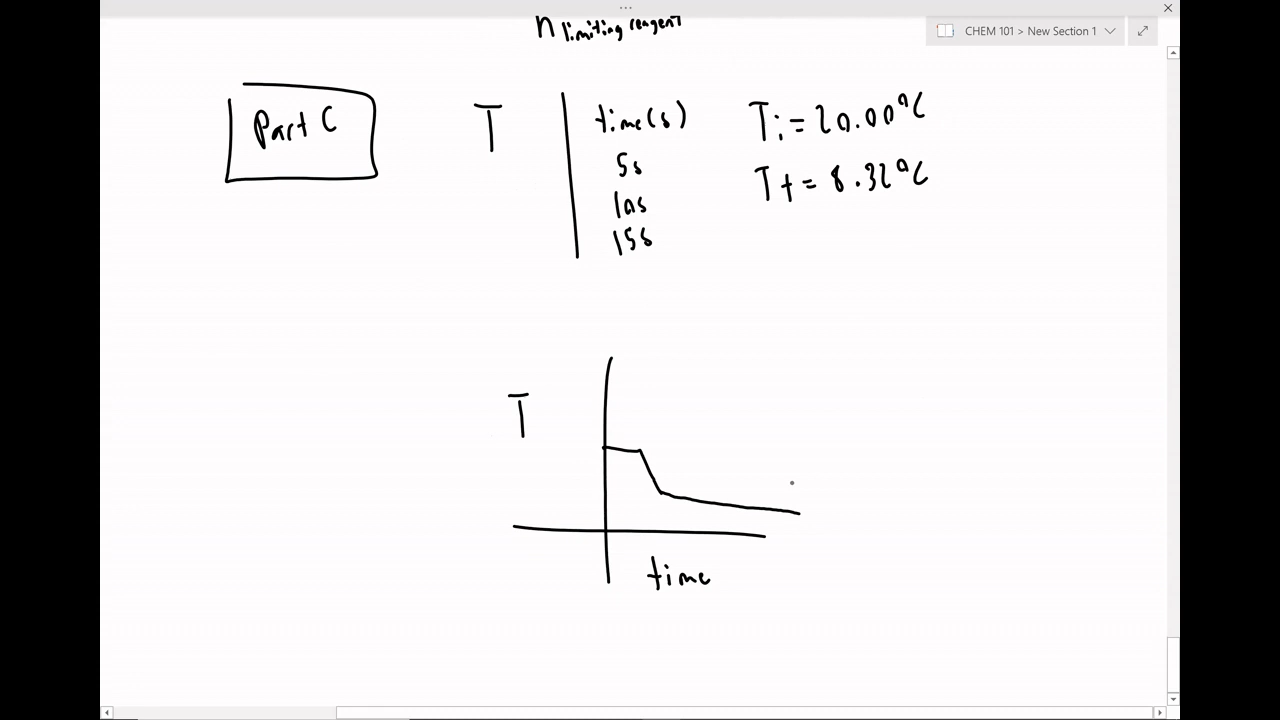 n limiting reagent
CHEM 101 > New Section 1
Part C
T
time(s)
5s
10s
15s
Ti = 20.00°C
Tf = 8.32°C
T
time